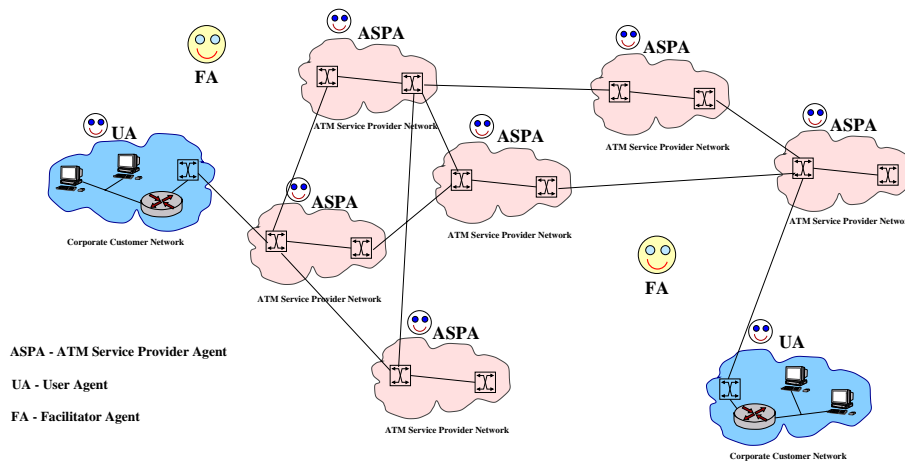 ASPA
ASPA
FA
ASPA
ATM Service Provider Network
UA
ASPA
ATM Service Provider Network
ASPA
ATM Service Provider Network
Corporate Customer Network
ATM Service Provider Network
FA
ATM Service Provider Network
ASPA
UA
ASPA - ATM Service Provider Agent
UA - User Agent
FA - Facilitator Agent
ATM Service Provider Network
Corporate Customer Network